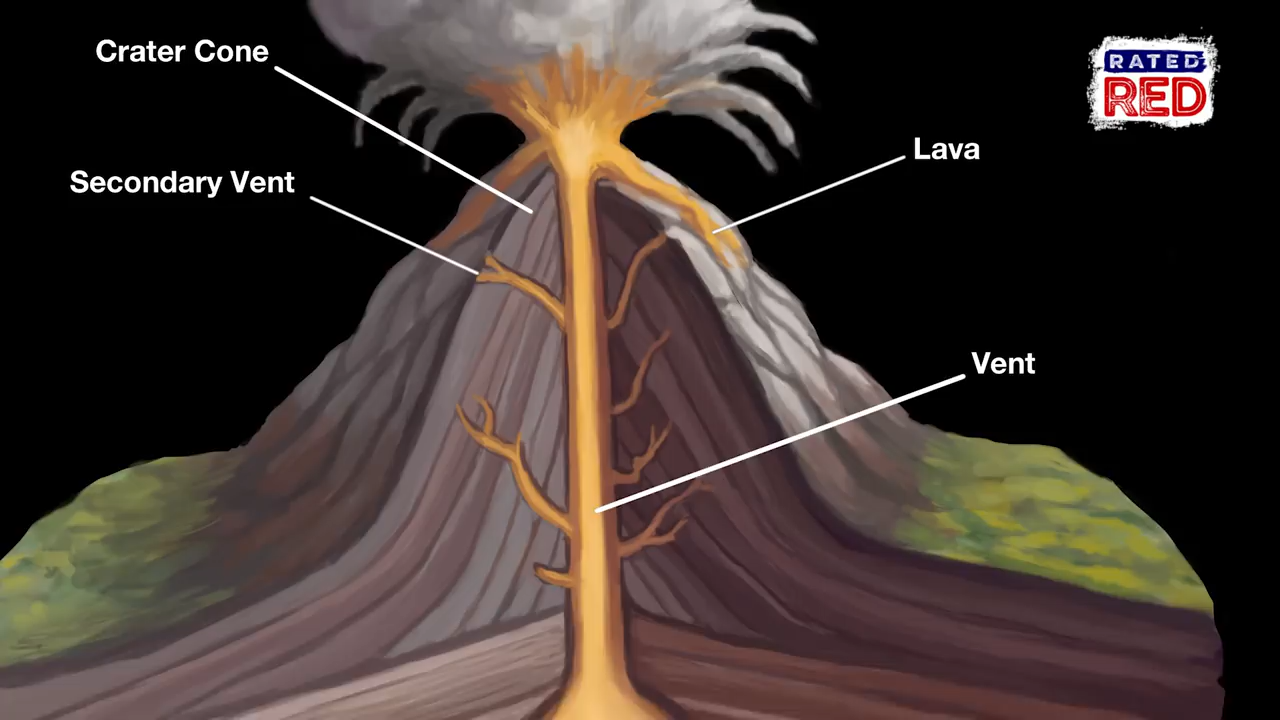 Crater Cone
RATED
RED
Lava
Secondary Vent
Vent